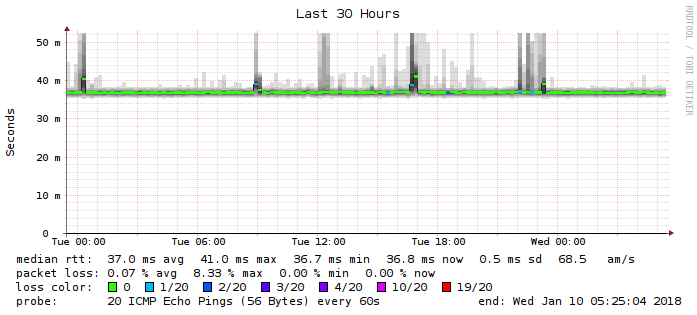 Last 30 Hours
RRDTOOL / TOBI OETIKER
Seconds
50 m
40 m
30 m
20 m
10 m
0
Tue 00:00 Tue 06:00 Tue 12:00 Tue 18:00 Wed 00:00
median rtt: 37.0 ms avg 41.0 ms max 36.7 ms min 36.8 ms now 0.5 ms sd 68.5 am/s
packet loss: 0.07 % avg 8.33 % max 0.00 % min 0.00 % now
loss color: 0 1/20 2/20 3/20 4/20 10/20 19/20
probe: 20 ICMP Echo Pings (56 Bytes) every 60s end: Wed Jan 10 05:25:04 2018